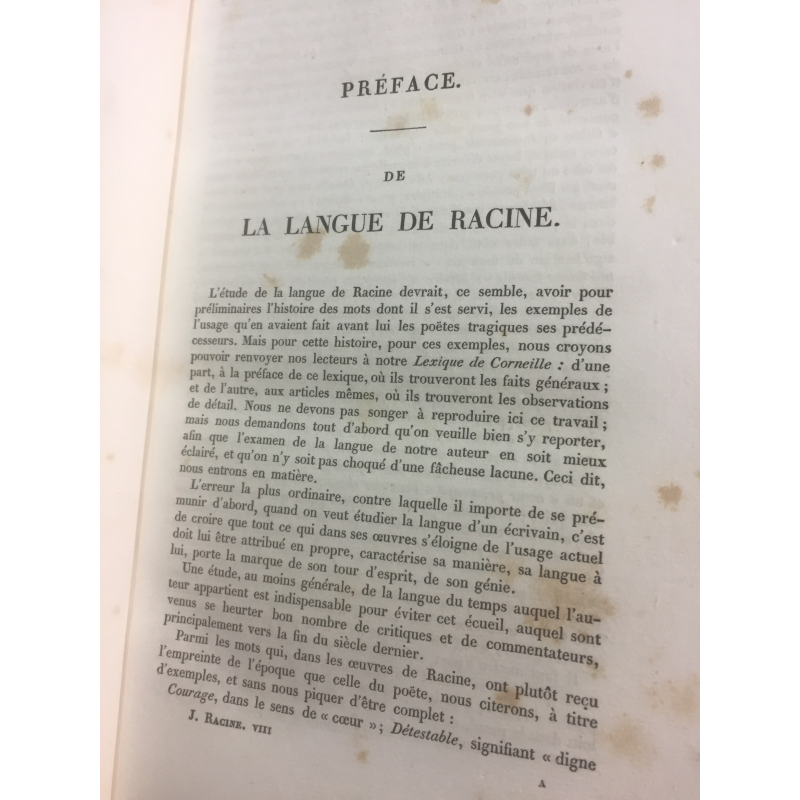 PRÉFACE.
DE
LA LANGUE DE RACINE.
L'étude de la langue de Racine devrait, ce semble, avoir pour
préliminaires l'histoire des mots dont il s'est servi, les exemples de
l'usage qu'en avaient fait avant lui les poëtes tragiques ses prédé-
cesseurs. Mais pour cette histoire, pour ces exemples, nous croyons
pouvoir renvoyer nos lecteurs à notre Lexique de Corneille : d'une
part, à la préface de ce lexique, où ils trouveront les faits généraux ;
et de l'autre, aux articles mêmes, où ils trouveront les observations
de détail. Nous ne devons pas songer à reproduire ici ce travail ;
mais nous demandons tout d'abord qu'on veuille bien s'y reporter,
afin que l'examen de la langue de notre auteur en soit mieux
éclairé, et qu'on n'y soit pas choqué d'une fâcheuse lacune. Ceci dit,
nous entrons en matière.
L'erreur la plus ordinaire, contre laquelle il importe de se pré-
munir d'abord, quand on veut étudier la langue d'un écrivain, c'est
de croire que tout ce qui dans ses œuvres s'éloigne de l'usage actuel
doit lui être attribué en propre, caractérise sa manière, sa langue à
lui, porte la marque de son tour d'esprit, de son génie.
Une étude, au moins générale, de la langue du temps auquel l'au-
teur appartient est indispensable pour éviter cet écueil, auquel sont
venus se heurter bon nombre de critiques et de commentateurs,
principalement vers la fin du siècle dernier.
Parmi les mots qui, dans les œuvres de Racine, ont plutôt reçu
l'empreinte de l'époque que celle du poëte, nous citerons, à titre
d'exemples, et sans nous piquer d'être complet :
Courage, dans le sens de « cœur »; Détestable, signifiant « digne
J. RACINE. VIII
A